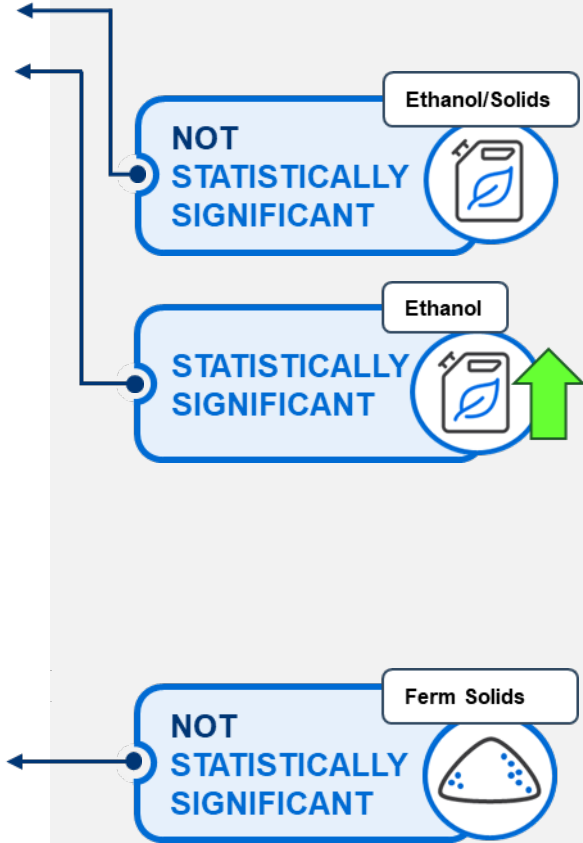 Ethanol/Solids
NOT
STATISTICALLY
SIGNIFICANT
Ethanol
STATISTICALLY
SIGNIFICANT
Ferm Solids
NOT
STATISTICALLY
SIGNIFICANT